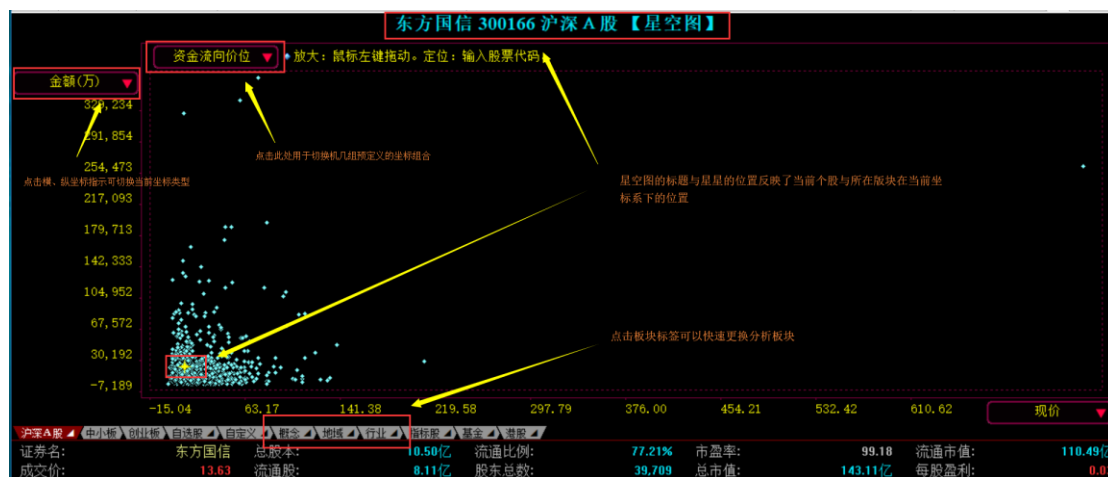 东方国信 300166 沪深A股 【星空图】
资金流向价位 放大：鼠标左键拖动。定位：输入股票代码
金额(万)
329,234
291,854
点击此处用于切换机几组预定义的坐标组合
254,473
点击横、纵坐标指示可切换当前坐标类型
星空图的标题与星星的位置反映了当前个股与所在版块在当前坐
标系下的位置
217,093
179,713
142,333
104,952
67,572
点击板块标签可以快速更换分析板块
30,192
-7,189
-15.04 63.17 141.38 219.58 297.79 376.00 454.21 532.42 610.62 现价
沪深A股 中小板 创业板 自选股 自定义 概念 地域 行业 指标股 基金 港股
证券名: 东方国信 总股本: 10.50亿 流通比例: 77.21% 市盈率: 99.18 流通市值: 110.49亿
成交价: 13.63 流通股: 8.11亿 股东总数: 39,709 总市值: 143.11亿 每股盈利: